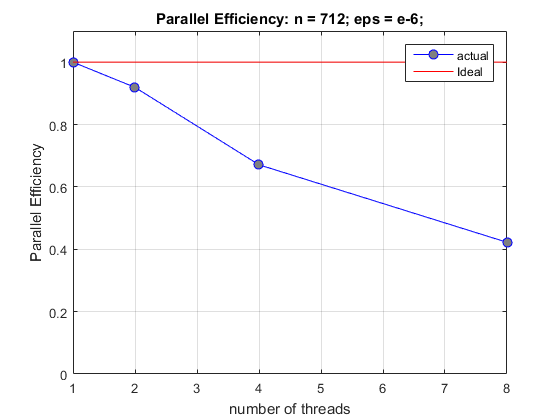 Parallel Efficiency: n = 712; eps = e-6;
actual
Ideal
1
0.8
0.6
0.4
0.2
0
Parallel Efficiency
1 2 3 4 5 6 7 8
number of threads